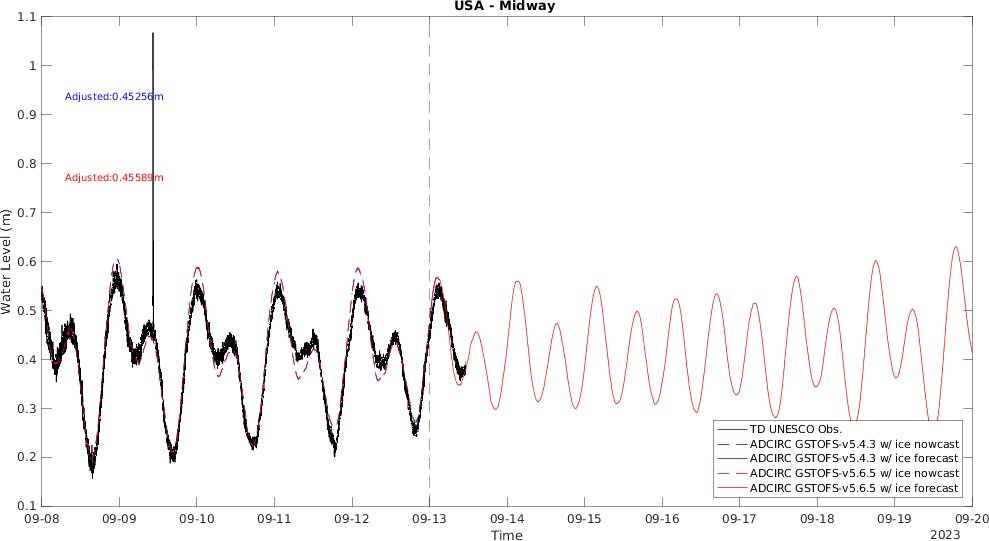 USA - Midway
1.1
1
0.9
0.8
0.7
0.6
0.5
0.4
0.3
0.2
0.1
Water Level (m)
Adjusted:0.45256m
Adjusted:0.45589m
TD UNESCO Obs.
ADCIRC GSTOFS-v5.4.3 w/ ice nowcast
ADCIRC GSTOFS-v5.4.3 w/ ice forecast
ADCIRC GSTOFS-v5.6.5 w/ ice nowcast
ADCIRC GSTOFS-v5.6.5 w/ ice forecast
09-08 09-09 09-10 09-11 09-12 09-13 09-14 09-15 09-16 09-17 09-18 09-19 09-20
Time
2023